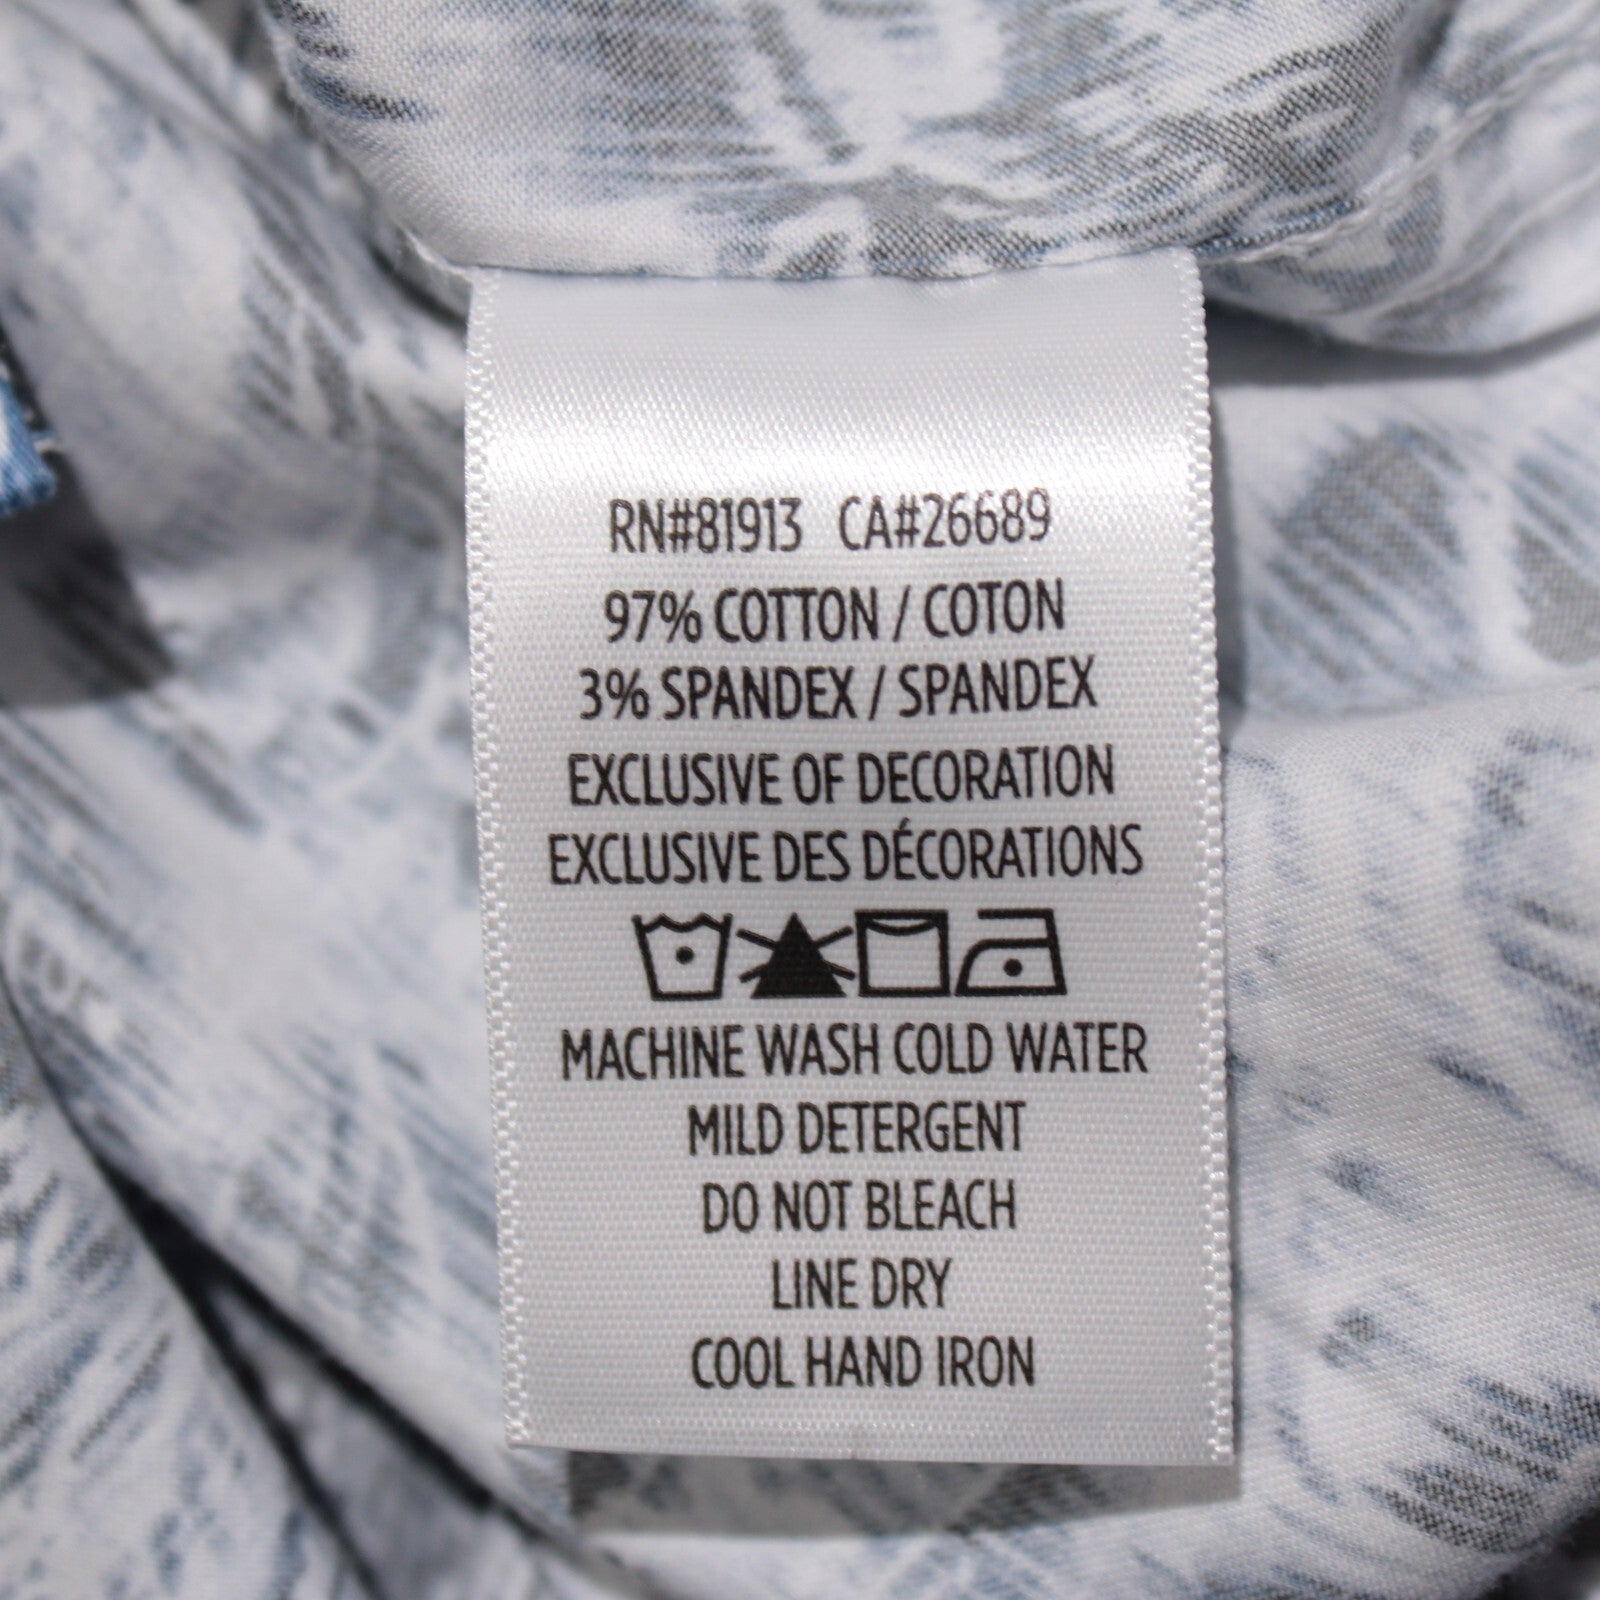 RN#81913 CA#26689
97% COTTON / COTON
3% SPANDEX / SPANDEX
EXCLUSIVE OF DECORATION
EXCLUSIVE DES DÉCORATIONS
MACHINE WASH COLD WATER
MILD DETERGENT
DO NOT BLEACH
LINE DRY
COOL HAND IRON